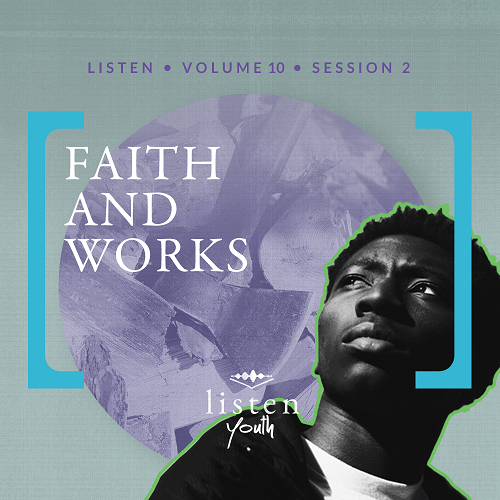 LISTEN • VOLUME 10 • SESSION 2
FAITH
AND
WORKS
listen
youth